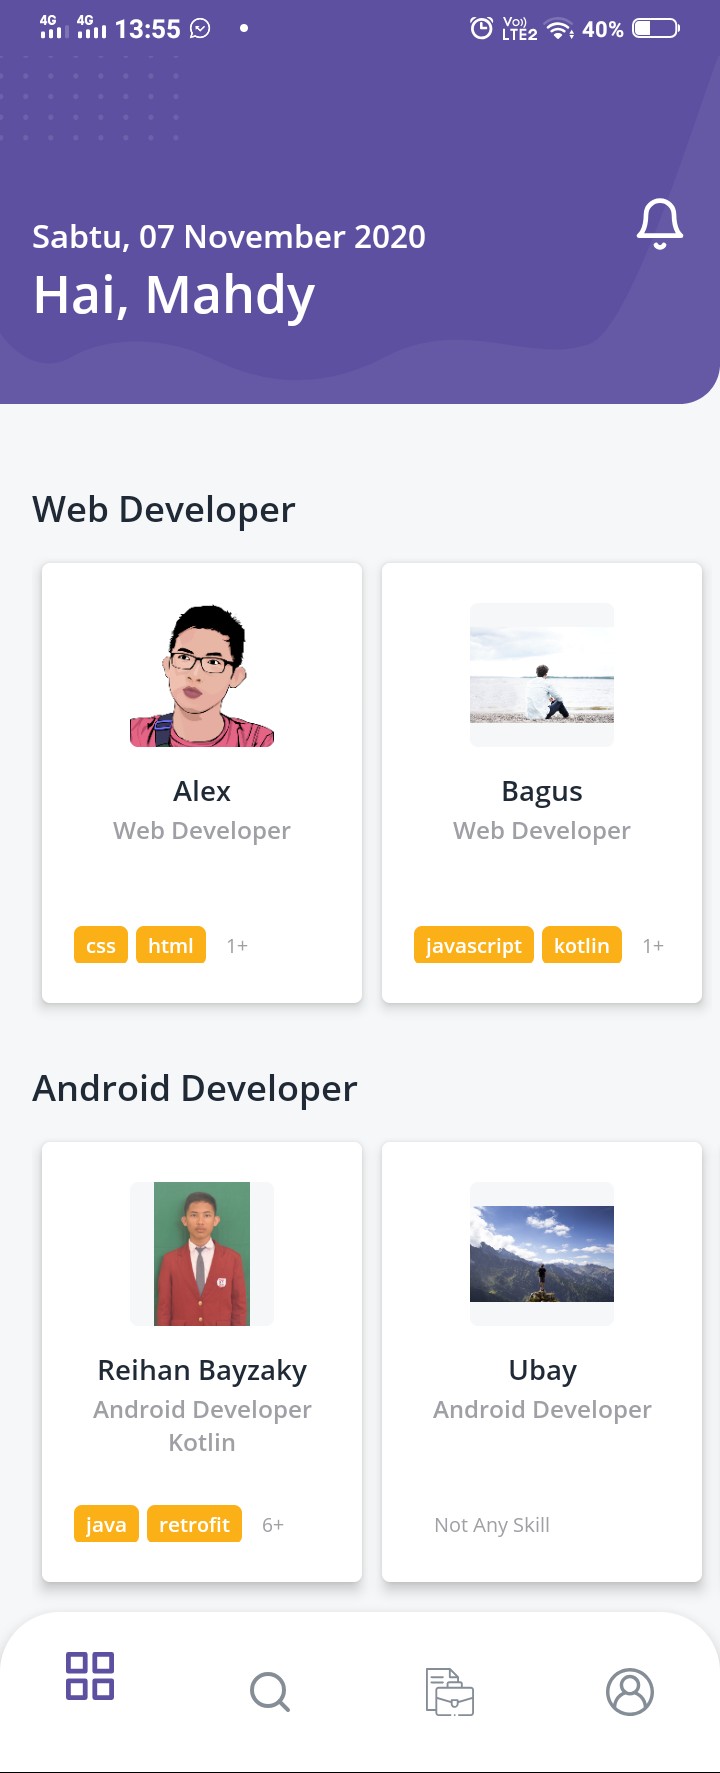 4G 4G 13:55 Vo)) LTE2 40%
Sabtu, 07 November 2020
Hai, Mahdy
Web Developer
Alex
Web Developer
css html 1+
Bagus
Web Developer
javascript kotlin 1+
Android Developer
Reihan Bayzaky
Android Developer
Kotlin
java retrofit 6+
Ubay
Android Developer
Not Any Skill